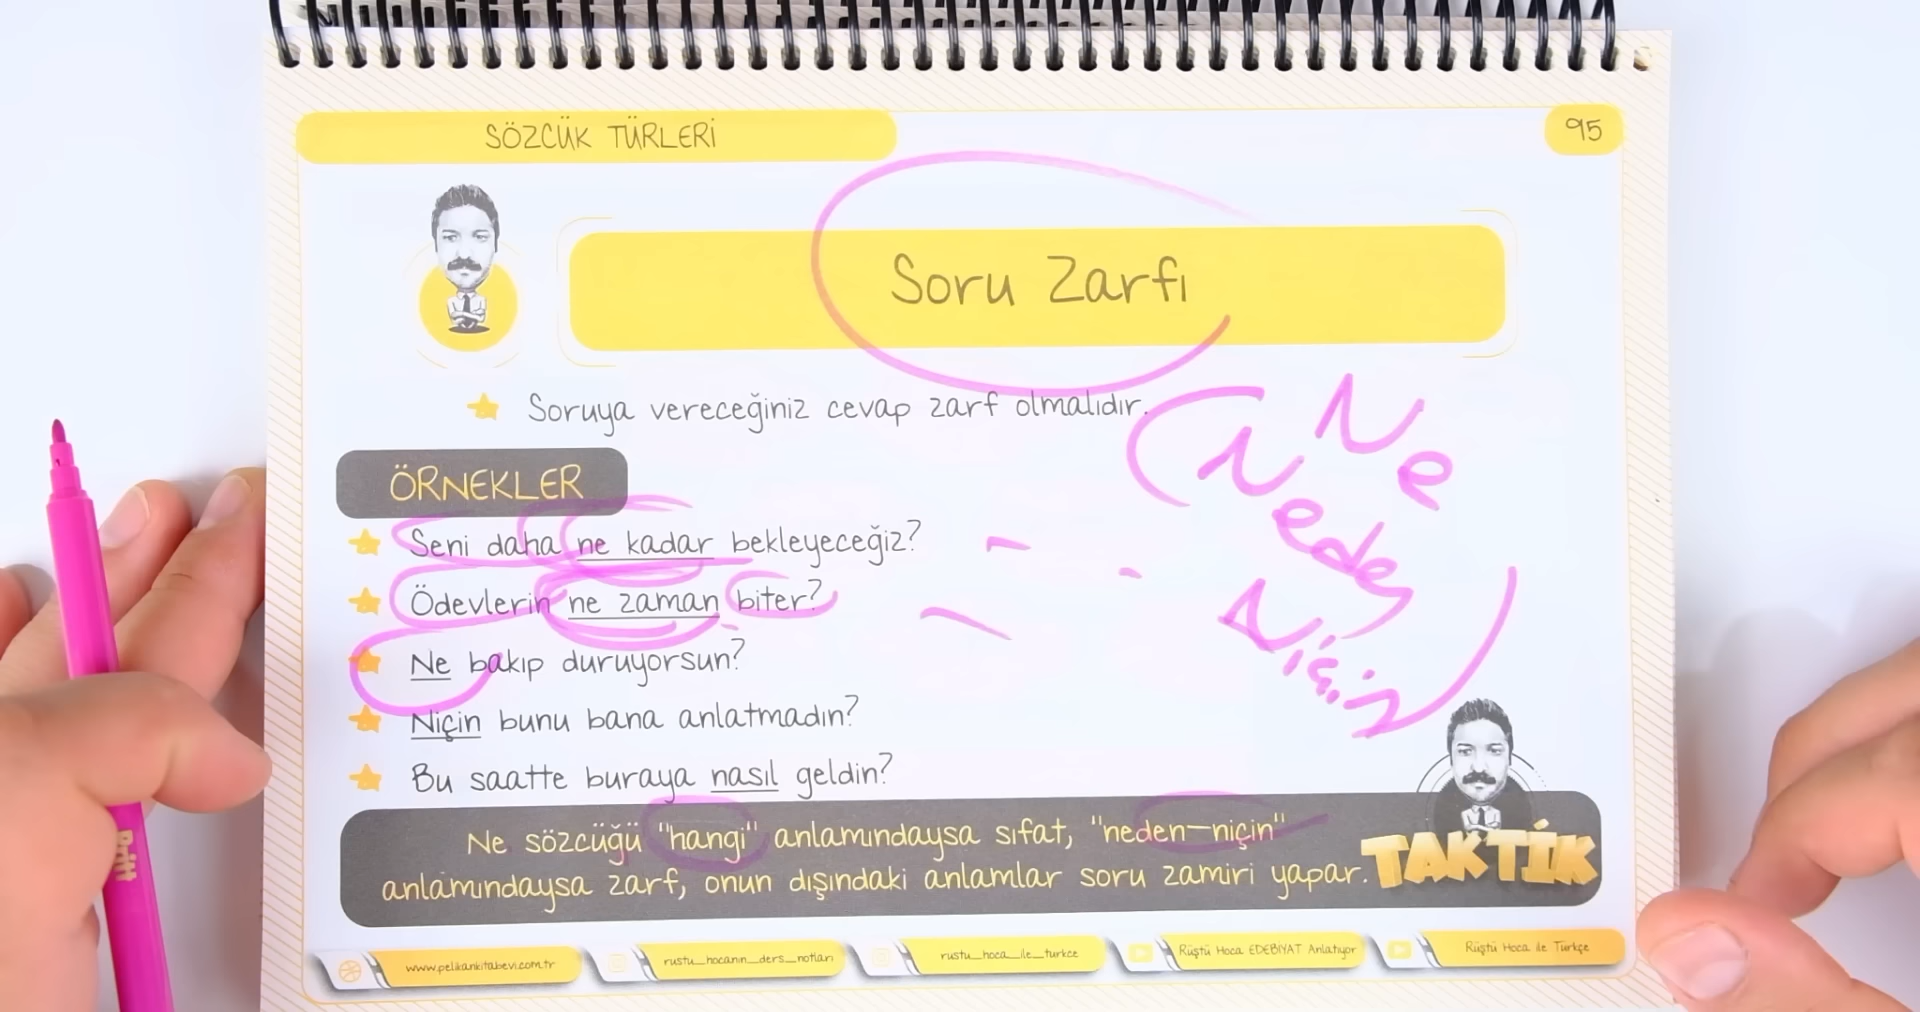 SÖZCÜK TÜRLERİ
95
Soru Zarfı
Soruya vereceğiniz cevap zarf olmalıdır.
Ne
Neden
Niçin
ÖRNEKLER
Seni daha ne kadar bekleyeceğiz?
Ödevlerin ne zaman biter?
Ne bakıp duruyorsun?
Niçin bunu bana anlatmadın?
Bu saatte buraya nasıl geldin?
Ne sözcüğü "hangi" anlamındaysa sıfat, "neden-niçin"
anlamındaysa zarf, onun dışındaki anlamlar soru zamiri yapar.
TAKTİK
www.pelikankitabevi.com.tr
rustu_hocanın_ders_notları
rustu_hoca_ile_turkce
Rüştü Hoca EDEBİYAT Anlatıyor
Rüştü Hoca ile Türkçe
Pritt